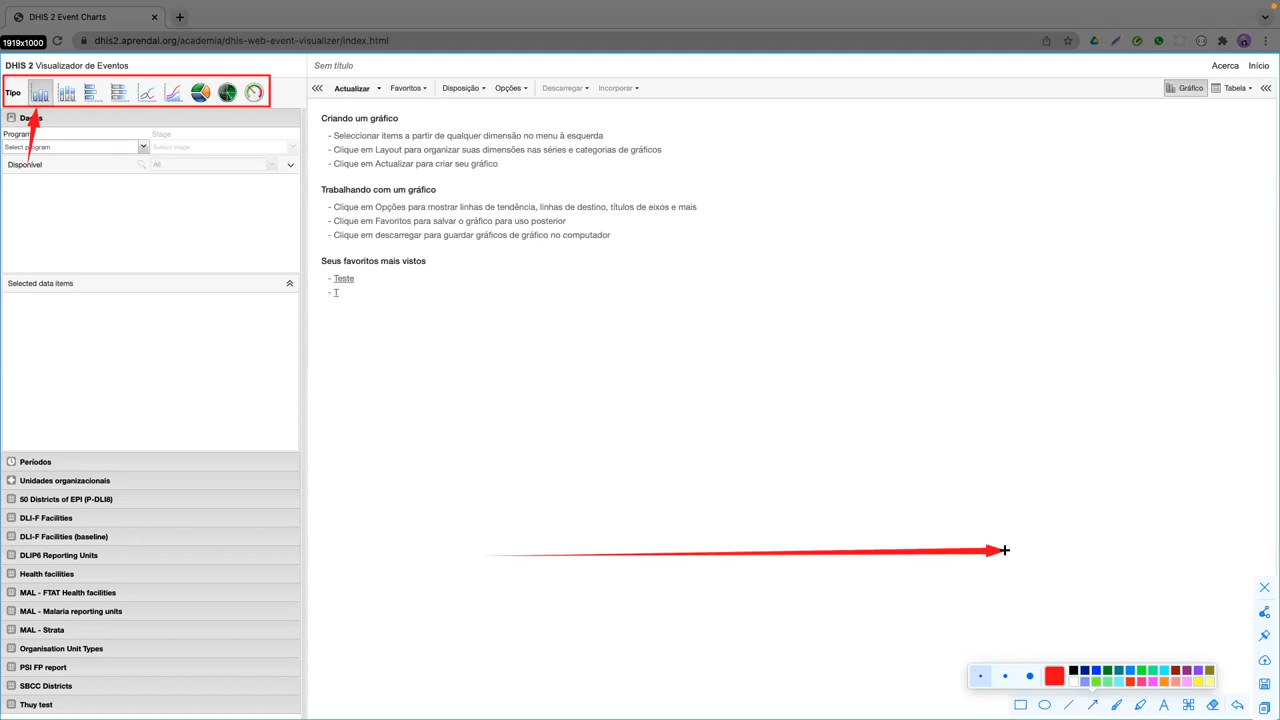 DHIS 2 Event Charts
1919x1000
dhis2.aprendai.org/academia/dhis-web-event-visualizer/index.html
DHIS 2 Visualizador de Eventos
Sem título
Acerca
Início
Tipo
Actualizar
Favoritos
Disposição
Opções
Descarregar
Incorporar
Gráfico
Tabela
Program
Stage
Select program
Select stage
Disponível
All
Selected data items
Períodos
Unidades organizacionais
50 Districts of EPI (P-DLI8)
DLI-F Facilities
DLI-F Facilities (baseline)
DLIP6 Reporting Units
Health facilities
MAL - FTAT Health facilities
MAL - Malaria reporting units
MAL - Strata
Organisation Unit Types
PSI FP report
SBCC Districts
Thuy test
Criando um gráfico
- Seleccionar items a partir de qualquer dimensão no menu à esquerda
- Clique em Layout para organizar suas dimensões nas séries e categorias de gráficos
- Clique em Actualizar para criar seu gráfico
Trabalhando com um gráfico
- Clique em Opções para mostrar linhas de tendência, linhas de destino, títulos de eixos e mais
- Clique em Favoritos para salvar o gráfico para uso posterior
- Clique em descarregar para guardar gráficos de gráfico no computador
Seus favoritos mais vistos
- Teste
- T